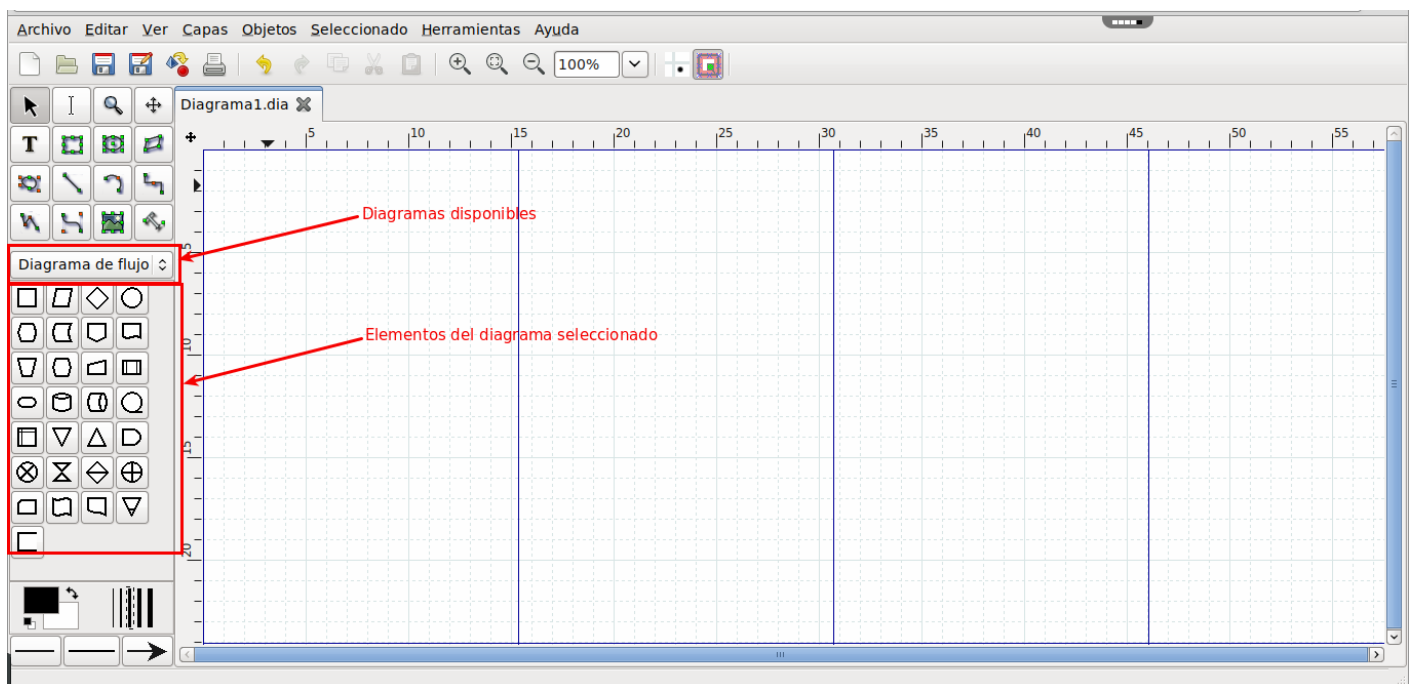 Archivo Editar Ver Capas Objetos Seleccionado Herramientas Ayuda
100%
Diagrama1.dia
5 10 15 20 25 30 35 40 45 50 55
Diagramas disponibles
5
Diagrama de flujo
Elementos del diagrama seleccionado
10
15
20